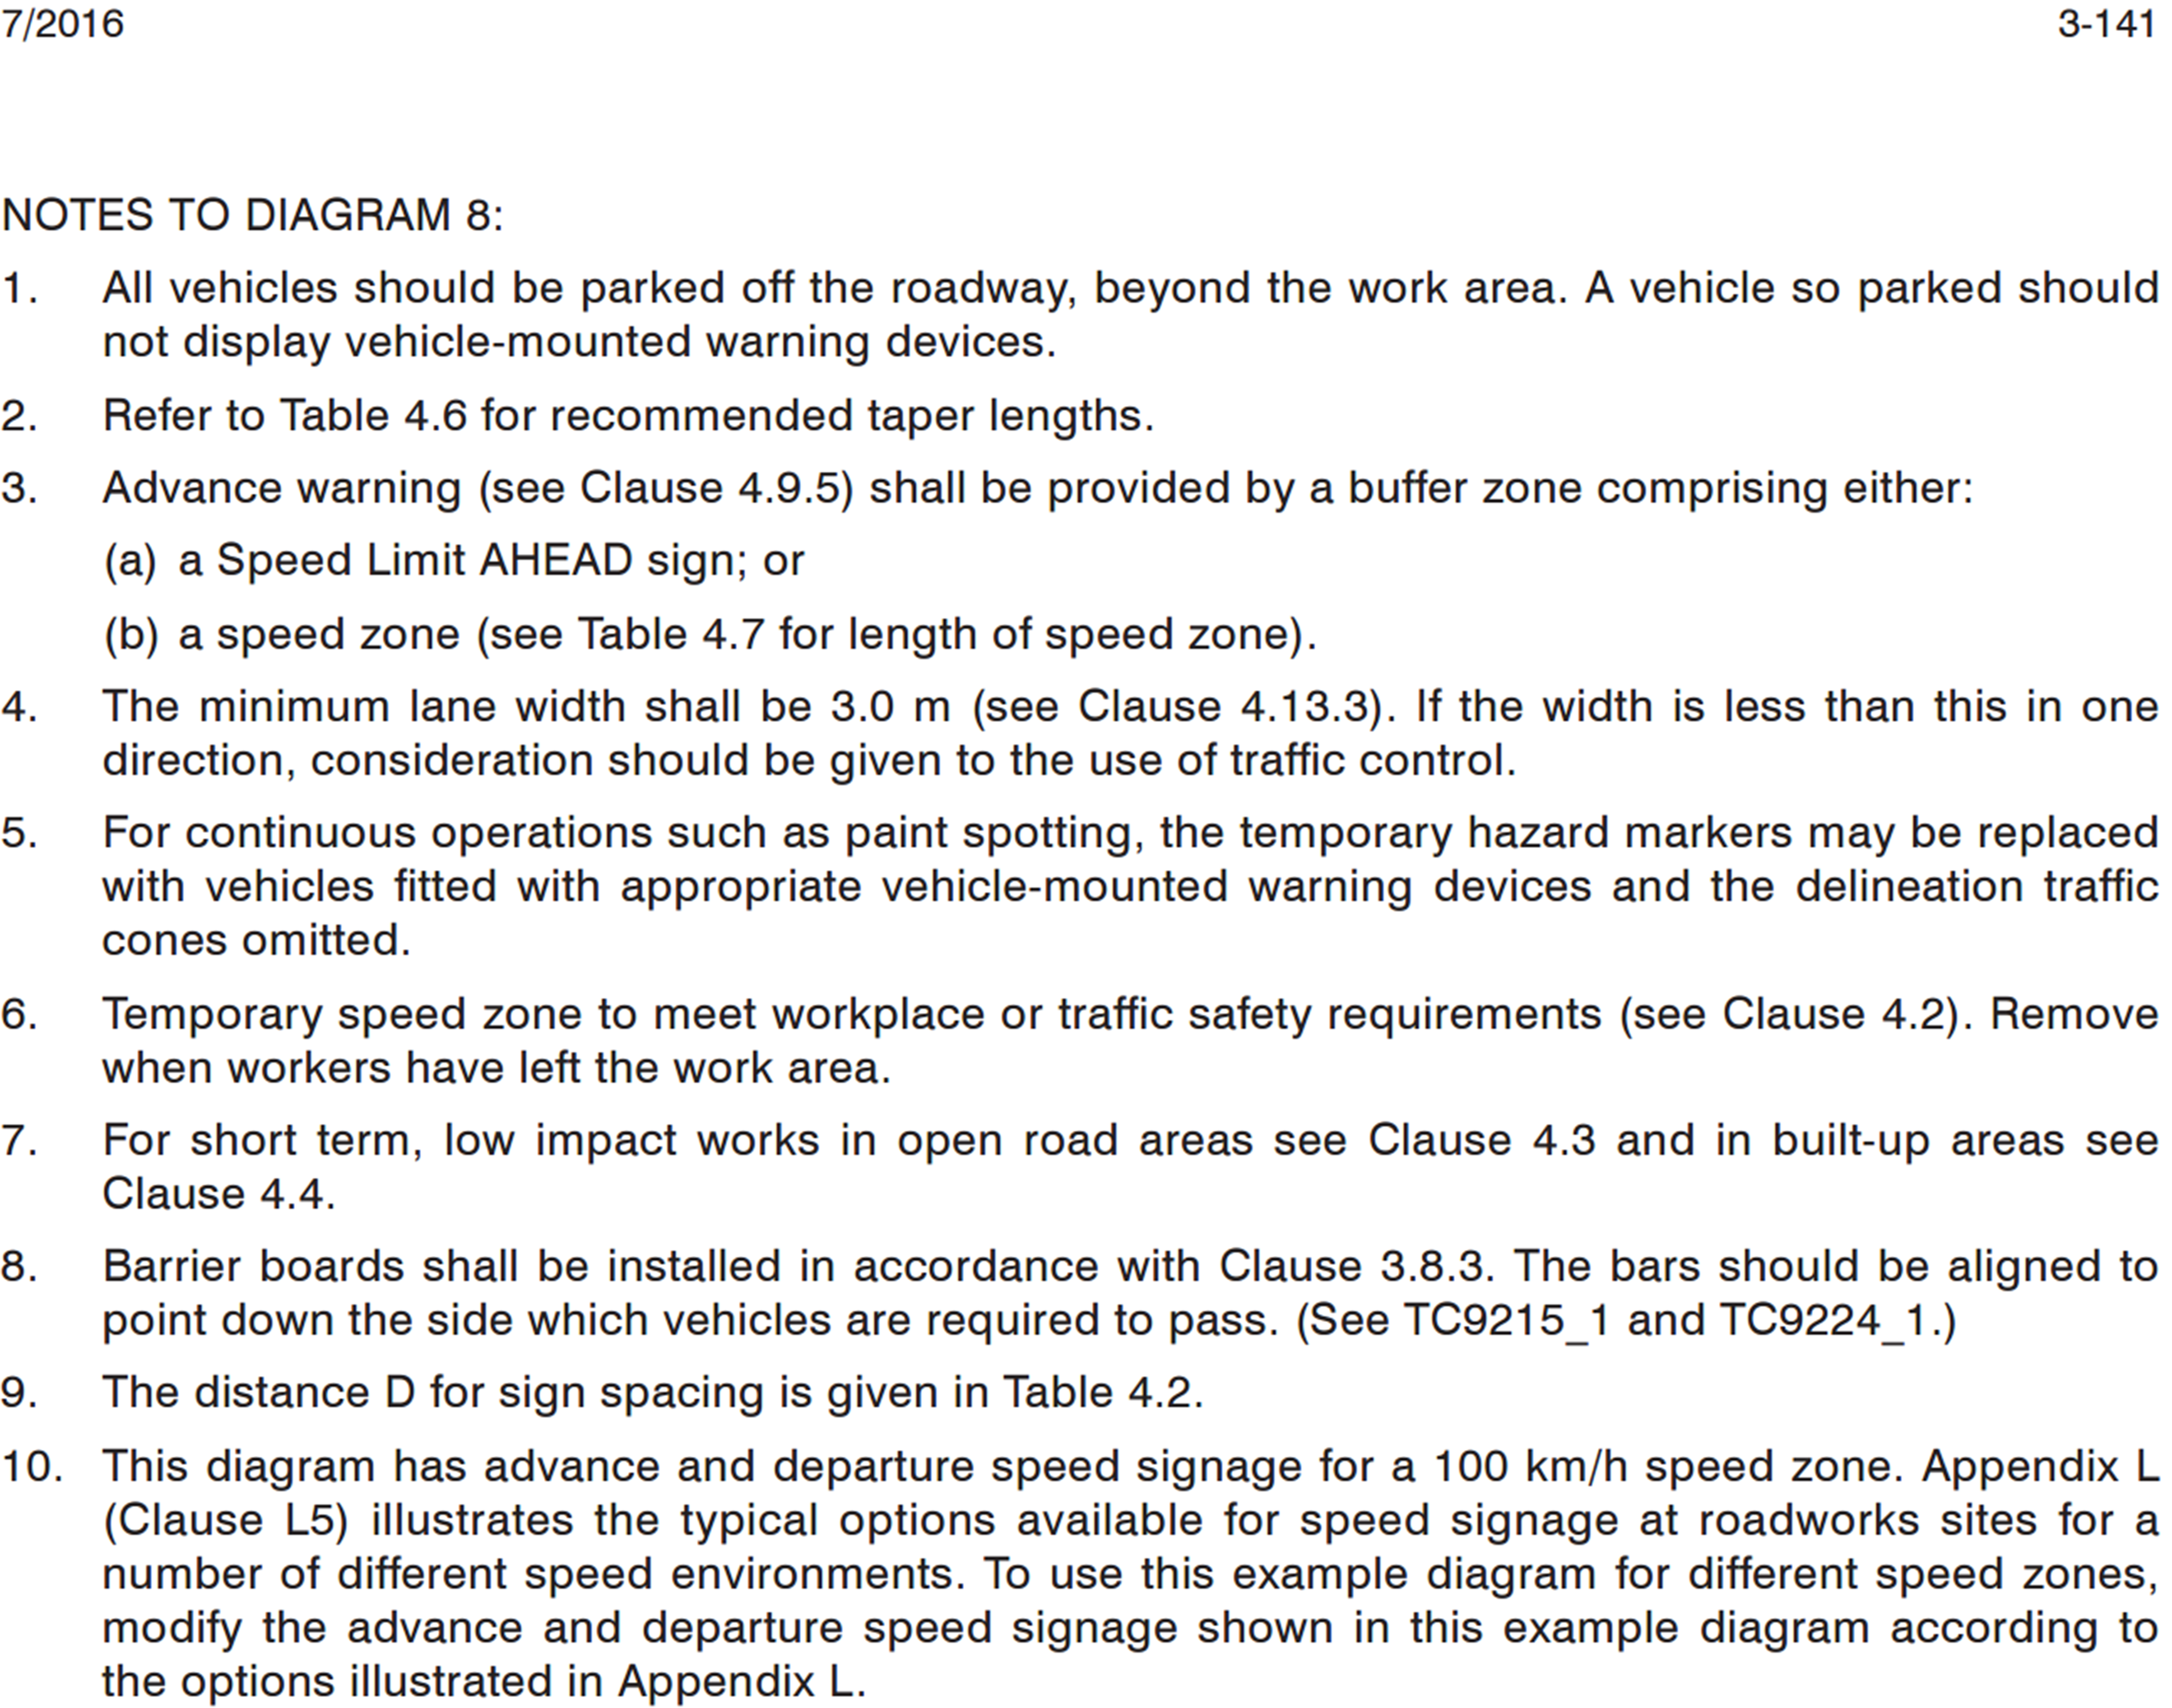 7/2016 3-141
NOTES TO DIAGRAM 8:
1. All vehicles should be parked off the roadway, beyond the work area. A vehicle so parked should
not display vehicle-mounted warning devices.
2. Refer to Table 4.6 for recommended taper lengths.
3. Advance warning (see Clause 4.9.5) shall be provided by a buffer zone comprising either:
(a) a Speed Limit AHEAD sign; or
(b) a speed zone (see Table 4.7 for length of speed zone).
4. The minimum lane width shall be 3.0 m (see Clause 4.13.3). If the width is less than this in one
direction, consideration should be given to the use of traffic control.
5. For continuous operations such as paint spotting, the temporary hazard markers may be replaced
with vehicles fitted with appropriate vehicle-mounted warning devices and the delineation traffic
cones omitted.
6. Temporary speed zone to meet workplace or traffic safety requirements (see Clause 4.2). Remove
when workers have left the work area.
7. For short term, low impact works in open road areas see Clause 4.3 and in built-up areas see
Clause 4.4.
8. Barrier boards shall be installed in accordance with Clause 3.8.3. The bars should be aligned to
point down the side which vehicles are required to pass. (See TC9215_1 and TC9224_1.)
9. The distance D for sign spacing is given in Table 4.2.
10. This diagram has advance and departure speed signage for a 100 km/h speed zone. Appendix L
(Clause L5) illustrates the typical options available for speed signage at roadworks sites for a
number of different speed environments. To use this example diagram for different speed zones,
modify the advance and departure speed signage shown in this example diagram according to
the options illustrated in Appendix L.